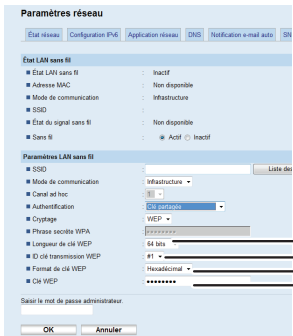 Paramètres réseau
État réseau Configuration IPv6 Application réseau DNS Notification e-mail auto
État LAN sans fil
État LAN sans fil : Inactif
Adresse MAC : Non disponible
Mode de communication : Infrastructure
SSID :
État du signal sans fil : Non disponible
Sans fil : Actif Inactif
Paramètres LAN sans fil
SSID : Liste des
Mode de communication : Infrastructure
Canal ad hoc : 1
Authentification : Clé partagée
Cryptage : WEP
Phrase secrète WPA : ••••••••
Longueur de clé WEP : 64 bits
ID clé transmission WEP : #1
Format de clé WEP : Hexadécimal
Clé WEP : ••••••••
Saisir le mot de passe administrateur.
OK Annuler